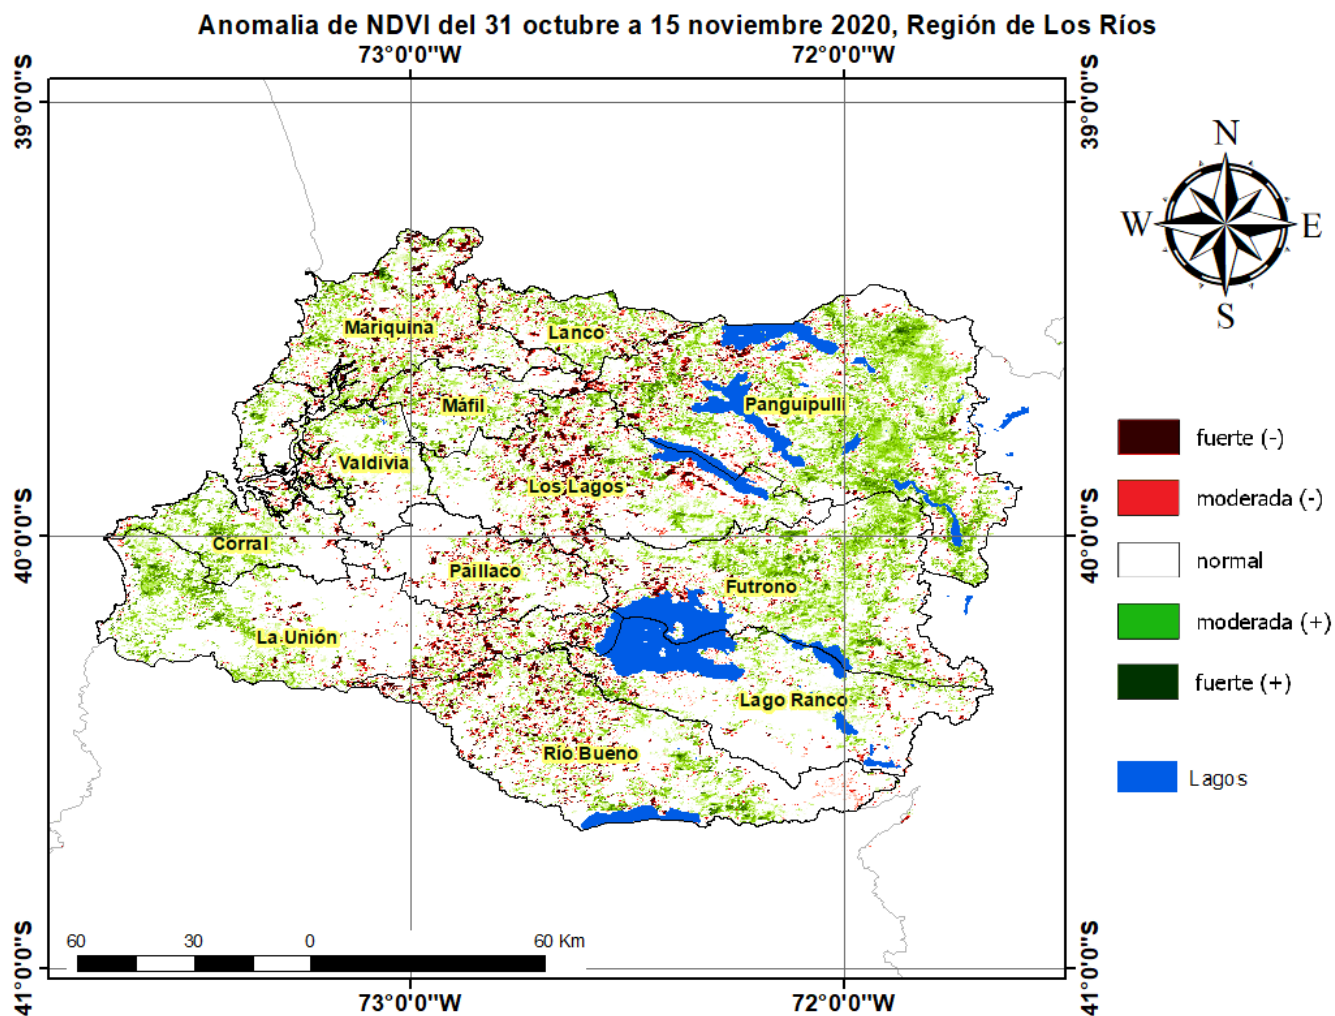 Anomalia de NDVI del 31 octubre a 15 noviembre 2020, Región de Los Ríos
73°0'0"W 72°0'0"W
39°0'0"S 39°0'0"S
N
W E
S
Mariquina
Lanco
Máfil
Panguipulli
Valdivia
Los Lagos
Corral
Paillaco
Futrono
La Unión
Lago Ranco
Río Bueno
40°0'0"S 40°0'0"S
fuerte (-)
moderada (-)
normal
moderada (+)
fuerte (+)
Lagos
60 30 0 60 Km
41°0'0"S 41°0'0"S
73°0'0"W 72°0'0"W